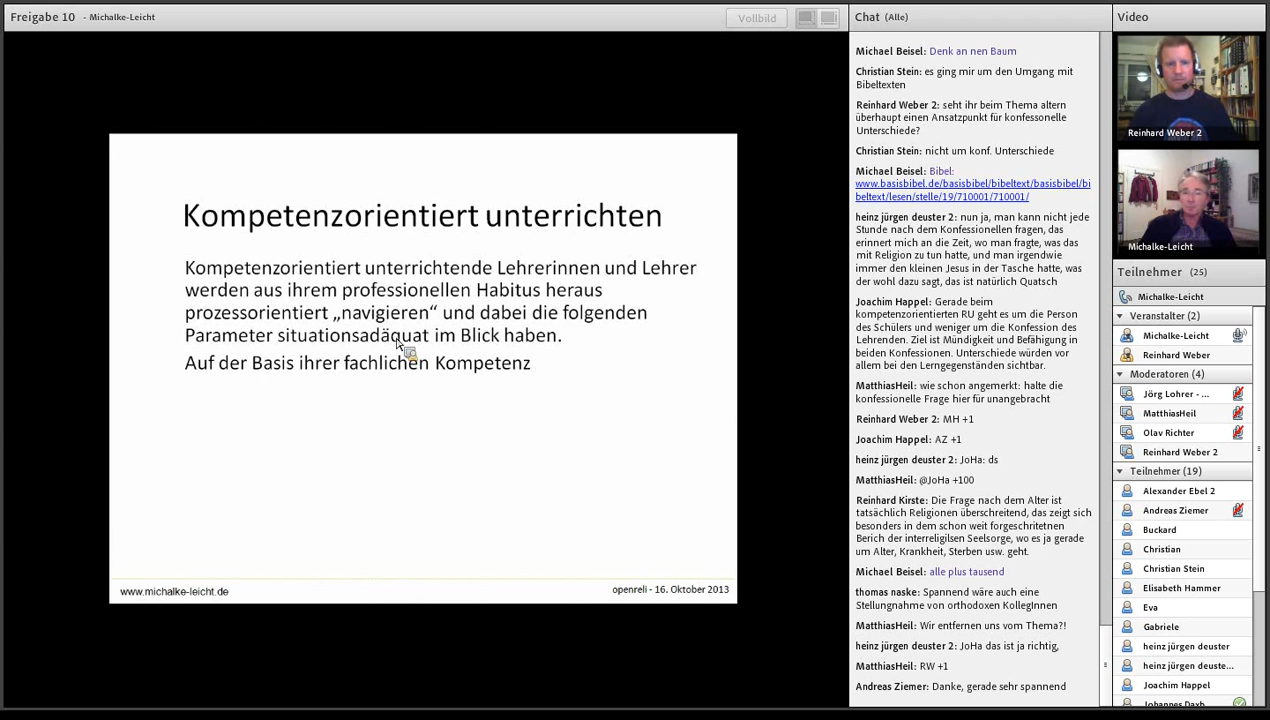 Freigabe 10 - Michalke-Leicht
Vollbild
Kompetenzorientiert unterrichten
Kompetenzorientiert unterrichtende Lehrerinnen und Lehrer
werden aus ihrem professionellen Habitus heraus
prozessorientiert „navigieren“ und dabei die folgenden
Parameter situationsadäquat im Blick haben.
Auf der Basis ihrer fachlichen Kompetenz
www.michalke-leicht.de
openreli - 16. Oktober 2013
Chat (Alle)
Michael Beisel: Denk an nen Baum
Christian Stein: es ging mir um den Umgang mit
Bibeltexten
Reinhard Weber 2: seht ihr beim Thema altern
überhaupt einen Ansatzpunkt für konfessonelle
Unterschiede?
Christian Stein: nicht um konf. Unterschiede
Michael Beisel: Bibel:
www.basisbibel.de/basisbibel/bibeltext/basisbibel/bi
beltext/lesen/stelle/19/710001/710001/
heinz jürgen deuster 2: nun ja, man kann nicht jede
Stunde nach dem Konfessionellen fragen, das
erinnert mich an die Zeit, wo man fragte, was das
mit Religion zu tun hatte, und man irgendwie
immer den kleinen Jesus in der Tasche hatte, was
der wohl dazu sagt, das ist natürlich Quatsch
Joachim Happel: Gerade beim
kompetenzorientierten RU geht es um die Person
des Schülers und weniger um die Konfession des
Lehrenden. Ziel ist Mündigkeit und Befähigung in
beiden Konfessionen. Unterschiede würden vor
allem bei den Lerngegenständen sichtbar.
MatthiasHeil: wie schon angemerkt: halte die
konfessionelle Frage hier für unangebracht
Reinhard Weber 2: MH +1
Joachim Happel: AZ +1
heinz jürgen deuster 2: JoHa: ds
MatthiasHeil: @JoHa +100
Reinhard Kirste: Die Frage nach dem Alter ist
tatsächlich Religionen überschreitend, das zeigt sich
besonders in dem schon weit forgeschritetnen
Berich der interreligilsen Seelsorge, wo es ja gerade
um Alter, Krankheit, Sterben usw. geht.
Michael Beisel: alle plus tausend
thomas naske: Spannend wäre auch eine
Stellungnahme von orthodoxen KollegInnen
MatthiasHeil: Wir entfernen uns vom Thema?!
heinz jürgen deuster 2: JoHa das ist ja richtig,
MatthiasHeil: RW +1
Andreas Ziemer: Danke, gerade sehr spannend
Video
Reinhard Weber 2
Michalke-Leicht
Teilnehmer (25)
Michalke-Leicht
Veranstalter (2)
Michalke-Leicht
Reinhard Weber
Moderatoren (4)
Jörg Lohrer - ...
MatthiasHeil
Olav Richter
Reinhard Weber 2
Teilnehmer (19)
Alexander Ebel 2
Andreas Ziemer
Buckard
Christian
Christian Stein
Elisabeth Hammer
Eva
Gabriele
heinz jürgen deuster
heinz jürgen deuste...
Joachim Happel